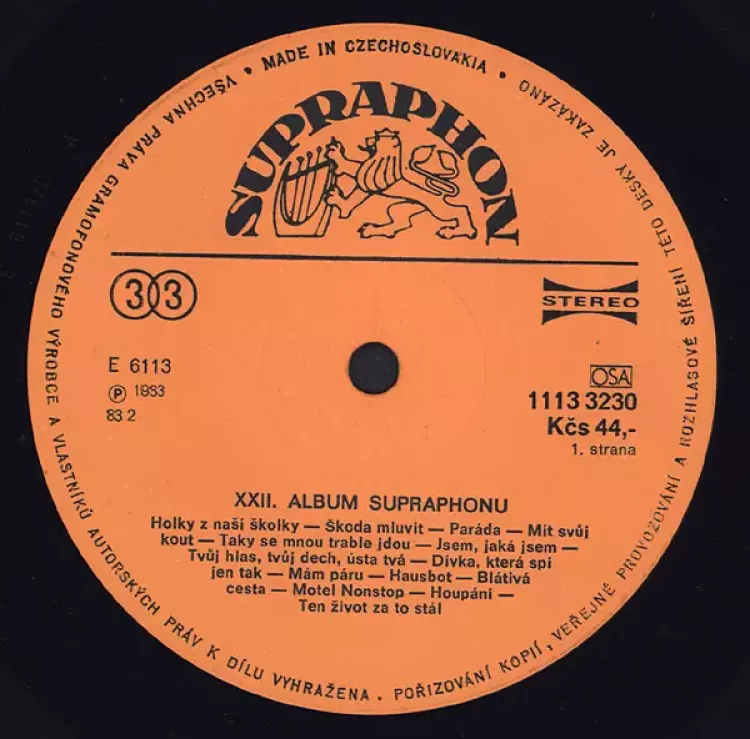 MADE IN CZECHOSLOVAKIA • VŠECHNA PRÁVA GRAMOFONOVÉHO VÝROBCE A VLASTNÍKŮ AUTORSKÝCH PRÁV K DÍLU VYHRAŽENA. POŘIZOVÁNÍ KOPIÍ, VEŘEJNÉ PROVOZOVÁNÍ A ROZHLASOVÉ ŠÍŘENÍ TÉTO DESKY JE ZAKÁZÁNO •
SUPRAPHON
33
STEREO
E 6113
Ⓟ 1983
83 2
OSA
1113 3230
Kčs 44,-
1. strana
XXII. ALBUM SUPRAPHONU
Holky z naší školky — Škoda mluvit — Paráda — Mít svůj
kout — Taky se mnou trable jdou — Jsem, jaká jsem —
Tvůj hlas, tvůj dech, ústa tvá — Dívka, která spí
jen tak — Mám páru — Hausbot — Blátivá
cesta — Motel Nonstop — Houpání —
Ten život za to stál